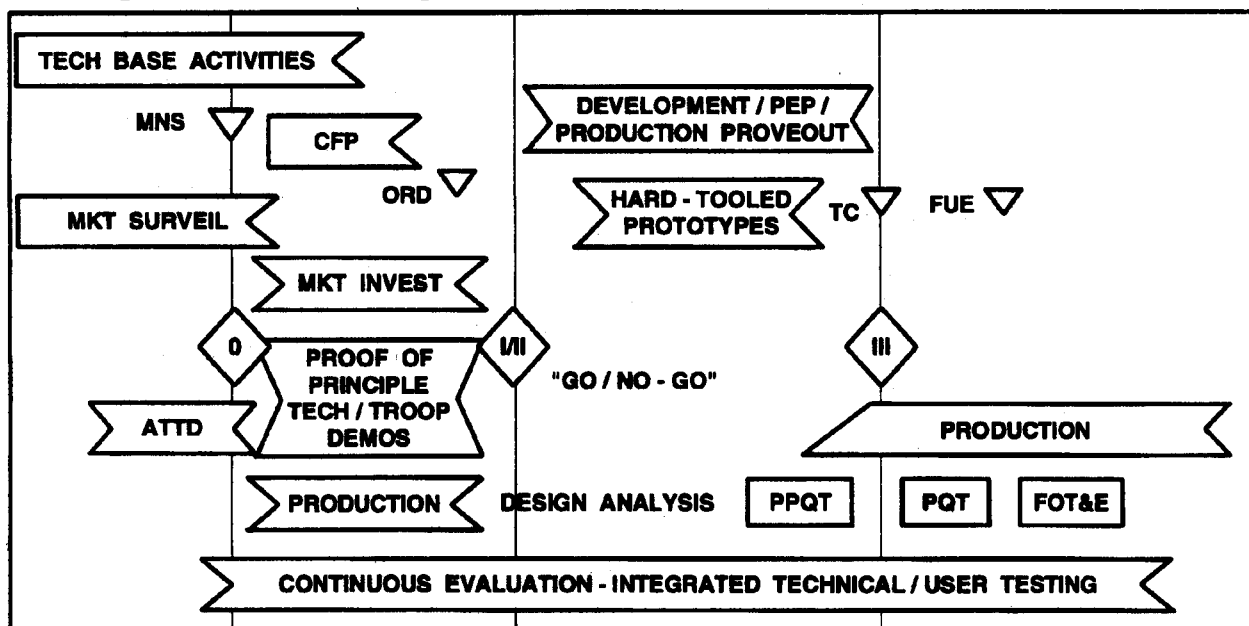 TECH BASE ACTIVITIES
MNS
CFP
DEVELOPMENT / PEP /
PRODUCTION PROVEOUT
ORD
MKT SURVEIL
HARD - TOOLED
PROTOTYPES
TC
FUE
MKT INVEST
0
I/II
III
PROOF OF
PRINCIPLE
TECH / TROOP
DEMOS
"GO / NO - GO"
ATTD
PRODUCTION
PRODUCTION
DESIGN ANALYSIS
PPQT
PQT
FOT&E
CONTINUOUS EVALUATION - INTEGRATED TECHNICAL / USER TESTING